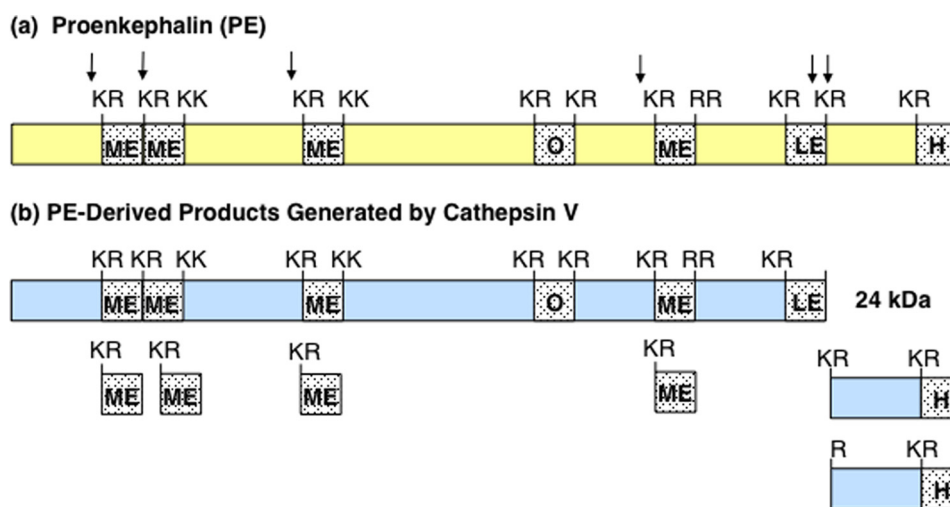 (a) Proenkephalin (PE)
KR KR KK KR KK KR KR KR RR KR KR KR
ME ME ME O ME LE H
(b) PE-Derived Products Generated by Cathepsin V
KR KR KK KR KK KR KR KR RR KR
ME ME ME O ME LE 24 kDa
KR KR KR KR
ME ME ME ME
KR KR
H
R KR
H